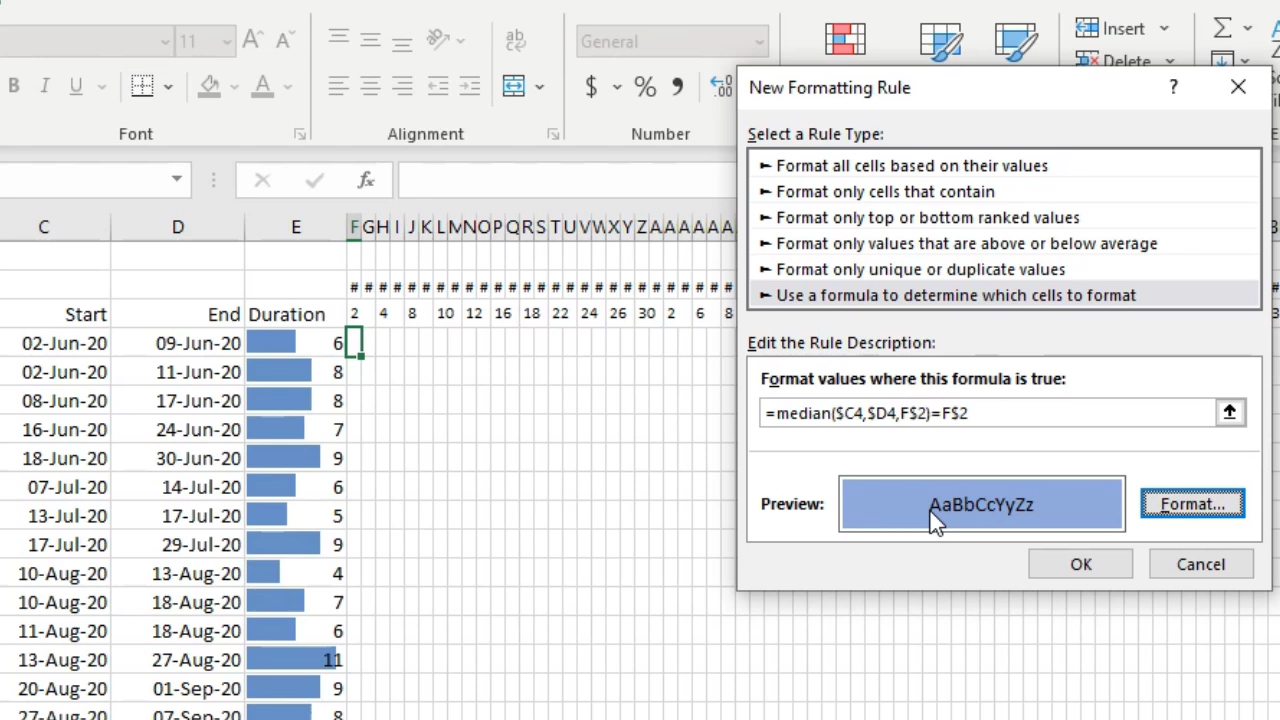 11 A A General Insert
ab Delete
B I U A $ % , .00
Font Alignment Number
New Formatting Rule ?
Select a Rule Type:
► Format all cells based on their values
► Format only cells that contain
► Format only top or bottom ranked values
► Format only values that are above or below average
► Format only unique or duplicate values
► Use a formula to determine which cells to format
Edit the Rule Description:
Format values where this formula is true:
=median($C4,$D4,F$2)=F$2
Preview: AaBbCcYyZz Format...
OK Cancel
fx
C D E F G H I J K L M N O P Q R S T U V W X Y Z A A A A A A
# # # # # # # # # # # # # # # # # # # # # # # # # # #
Start End Duration 2 4 8 10 12 16 18 22 24 26 30 2 6 8
02-Jun-20 09-Jun-20 6
02-Jun-20 11-Jun-20 8
08-Jun-20 17-Jun-20 8
16-Jun-20 24-Jun-20 7
18-Jun-20 30-Jun-20 9
07-Jul-20 14-Jul-20 6
13-Jul-20 17-Jul-20 5
17-Jul-20 29-Jul-20 9
10-Aug-20 13-Aug-20 4
10-Aug-20 18-Aug-20 7
11-Aug-20 18-Aug-20 6
13-Aug-20 27-Aug-20 11
20-Aug-20 01-Sep-20 9
27-Aug-20 07-Sep-20 8